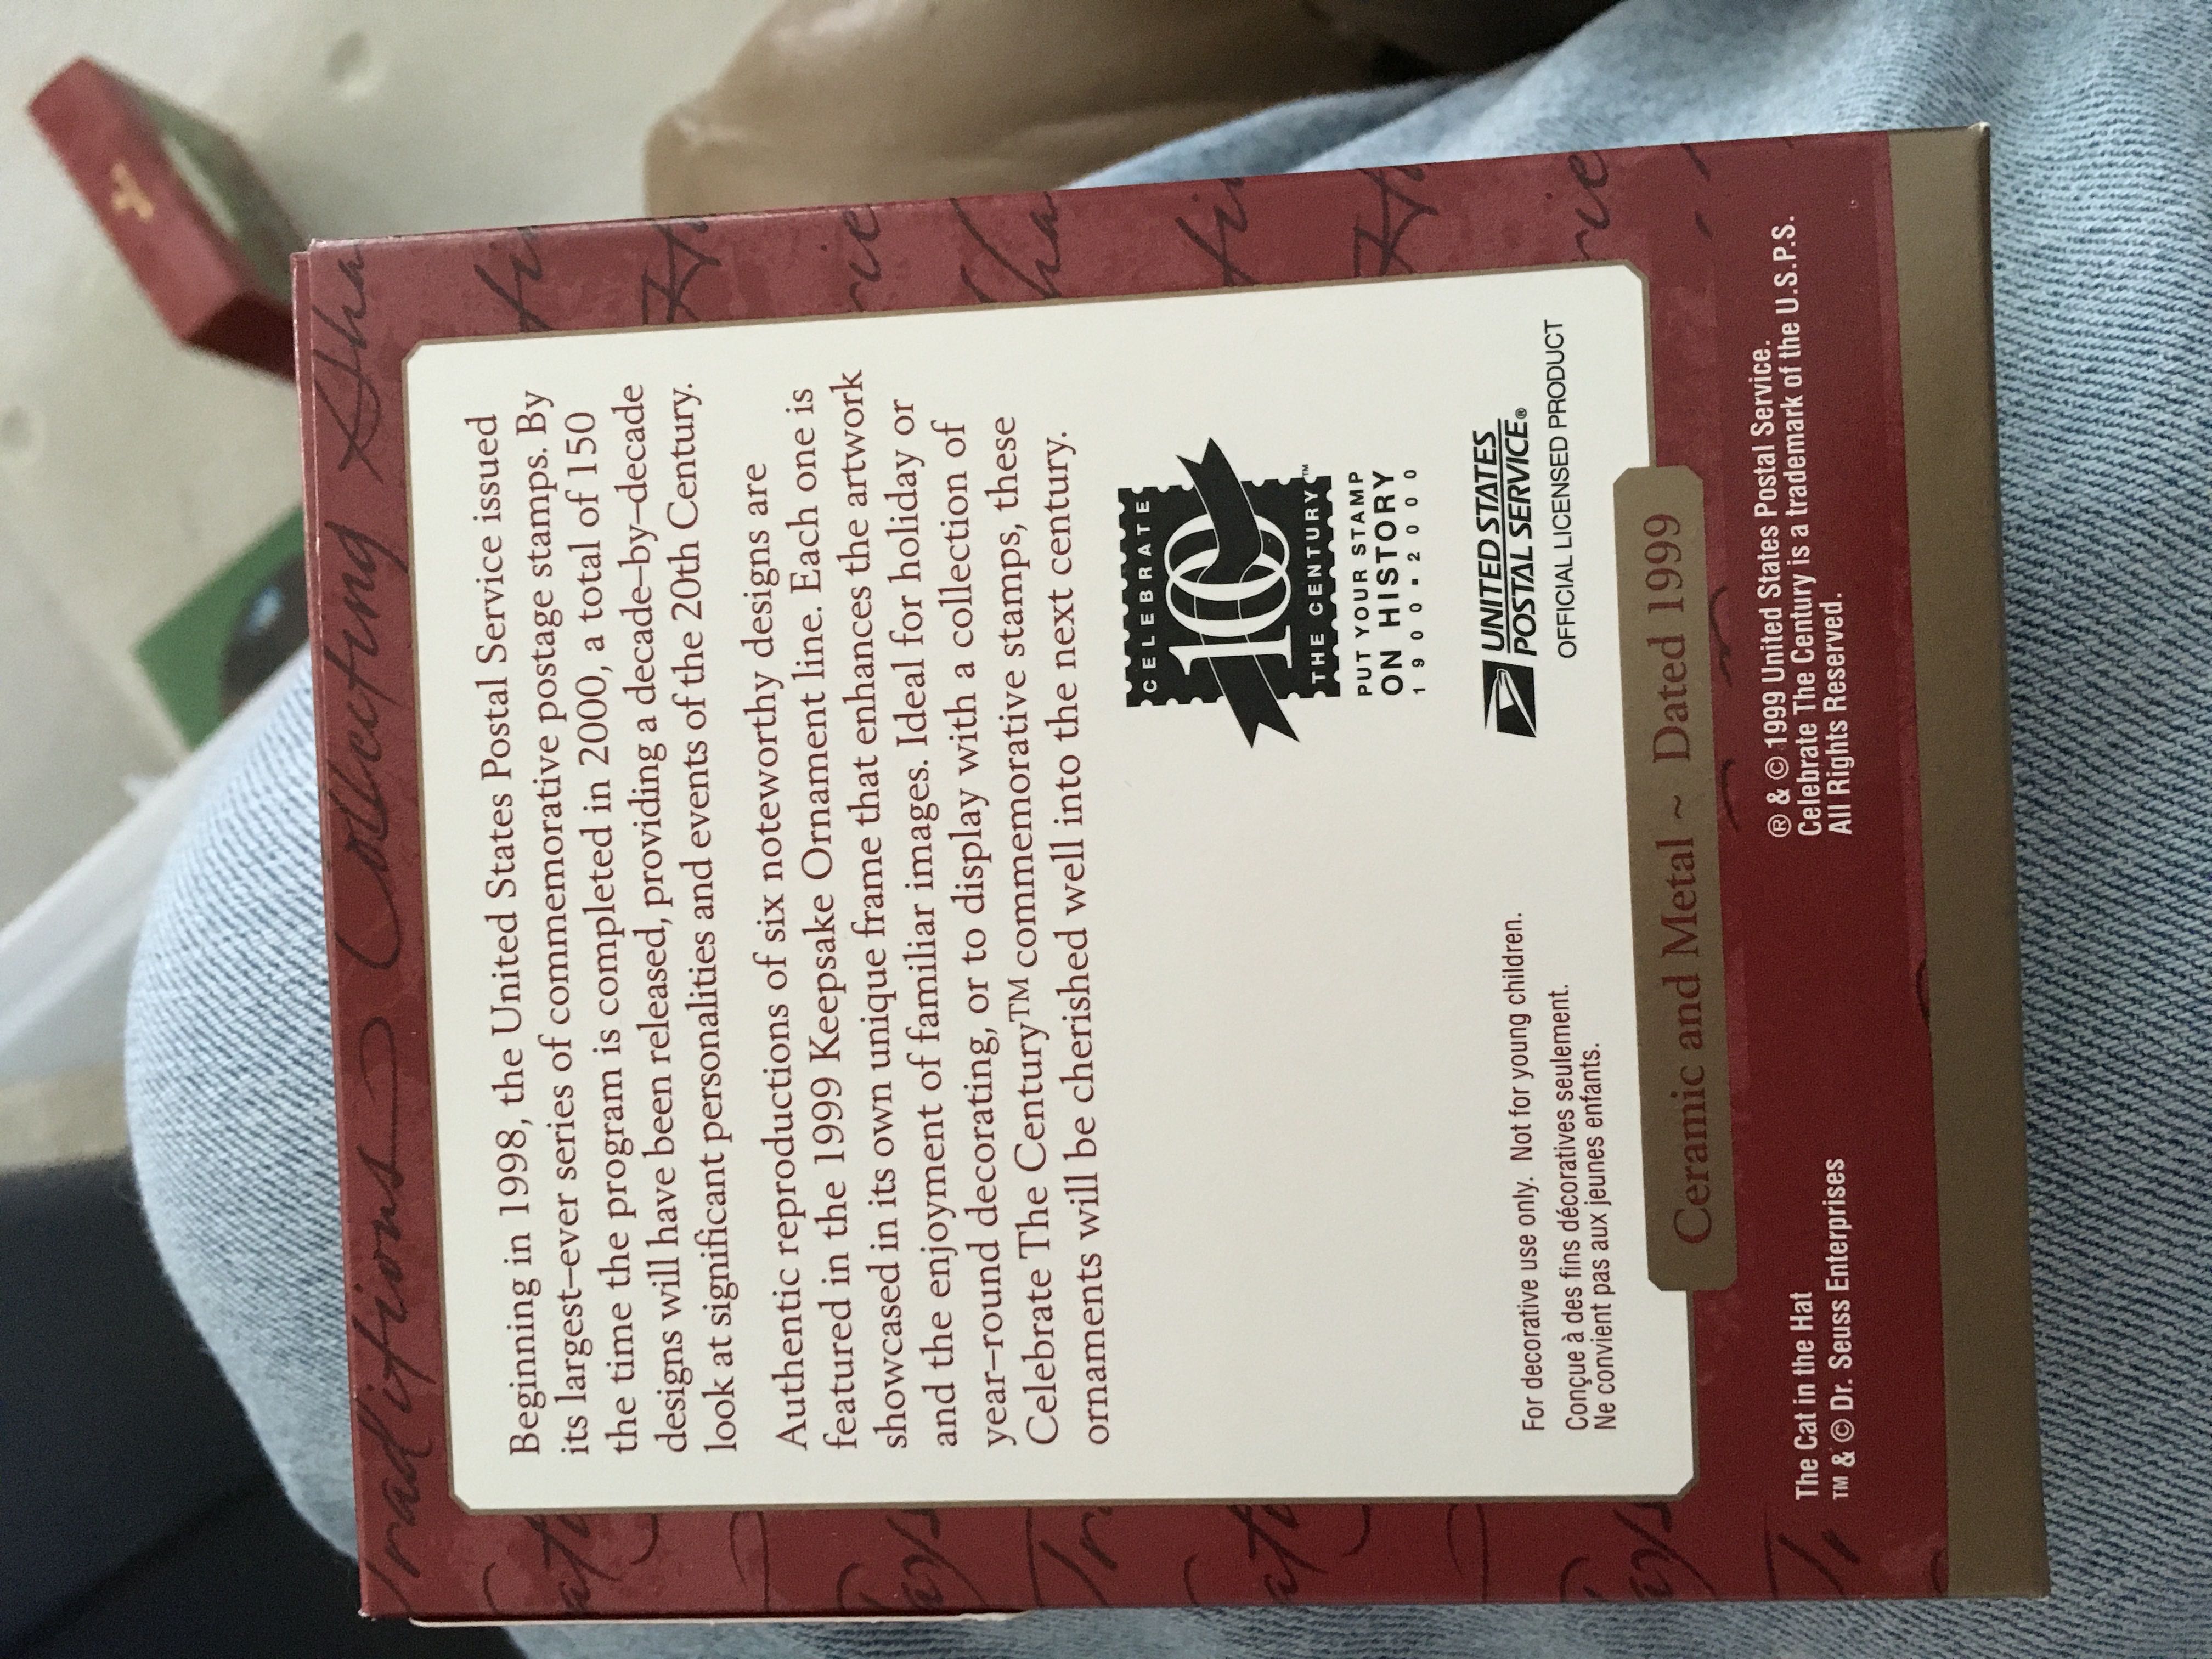 Traditions Collecting Sha
Beginning in 1998, the United States Postal Service issued
its largest–ever series of commemorative postage stamps. By
the time the program is completed in 2000, a total of 150
designs will have been released, providing a decade–by–decade
look at significant personalities and events of the 20th Century.
Authentic reproductions of six noteworthy designs are
featured in the 1999 Keepsake Ornament line. Each one is
showcased in its own unique frame that enhances the artwork
and the enjoyment of familiar images. Ideal for holiday or
year–round decorating, or to display with a collection of
Celebrate The Century™ commemorative stamps, these
ornaments will be cherished well into the next century.
CELEBRATE
100
THE CENTURY™
PUT YOUR STAMP
ON HISTORY
1900▪2000
For decorative use only. Not for young children.
Conçue à des fins décoratives seulement.
Ne convient pas aux jeunes enfants.
UNITED STATES
POSTAL SERVICE®
OFFICIAL LICENSED PRODUCT
Ceramic and Metal ~ Dated 1999
The Cat in the Hat
™ & © Dr. Seuss Enterprises
® & © 1999 United States Postal Service.
Celebrate The Century is a trademark of the U.S.P.S.
All Rights Reserved.